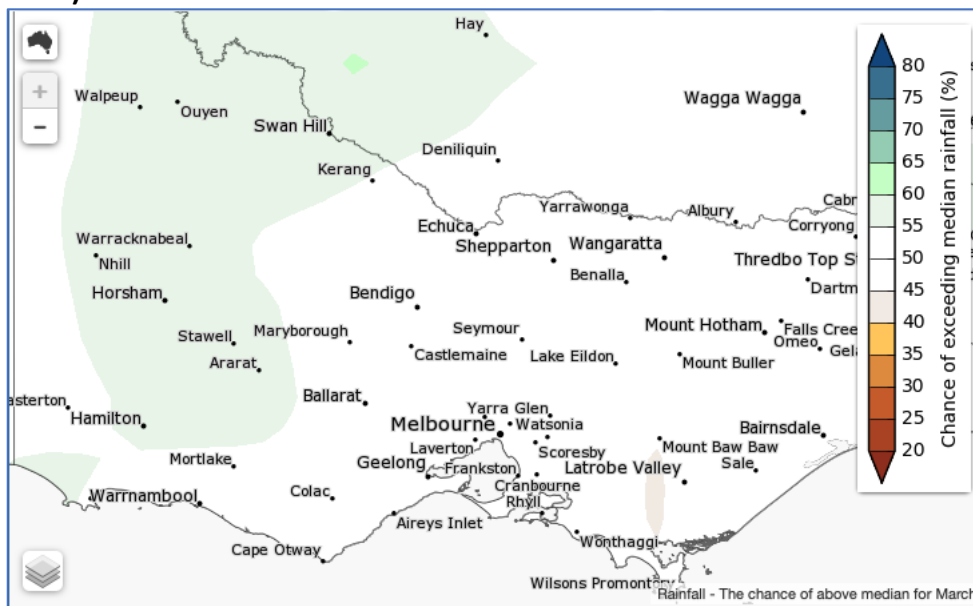 Hay
Walpeup
Ouyen
Wagga Wagga
Swan Hill
Deniliquin
Kerang
Yarrawonga
Albury
Cabr
Echuca
Corryong
Warracknabeal
Shepparton
Wangaratta
Nhill
Thredbo Top S
Benalla
Dartm
Horsham
Bendigo
Stawell
Maryborough
Seymour
Mount Hotham
Falls Cree
Castlemaine
Omeo
Gela
Lake Eildon
Ararat
Mount Buller
Ballarat
asterton
Yarra Glen
Hamilton
Melbourne
Watsonia
Bairnsdale
Laverton
Scoresby
Mount Baw Baw
Mortlake
Geelong
Frankston
Latrobe Valley
Sale
Cranbourne
Warrnambool
Colac
Rhyll
Aireys Inlet
Wonthaggi
Cape Otway
Wilsons Promontory
+
−
80
75
70
65
60
55
50
45
40
35
30
25
20
Chance of exceeding median rainfall (%)
Rainfall - The chance of above median for March